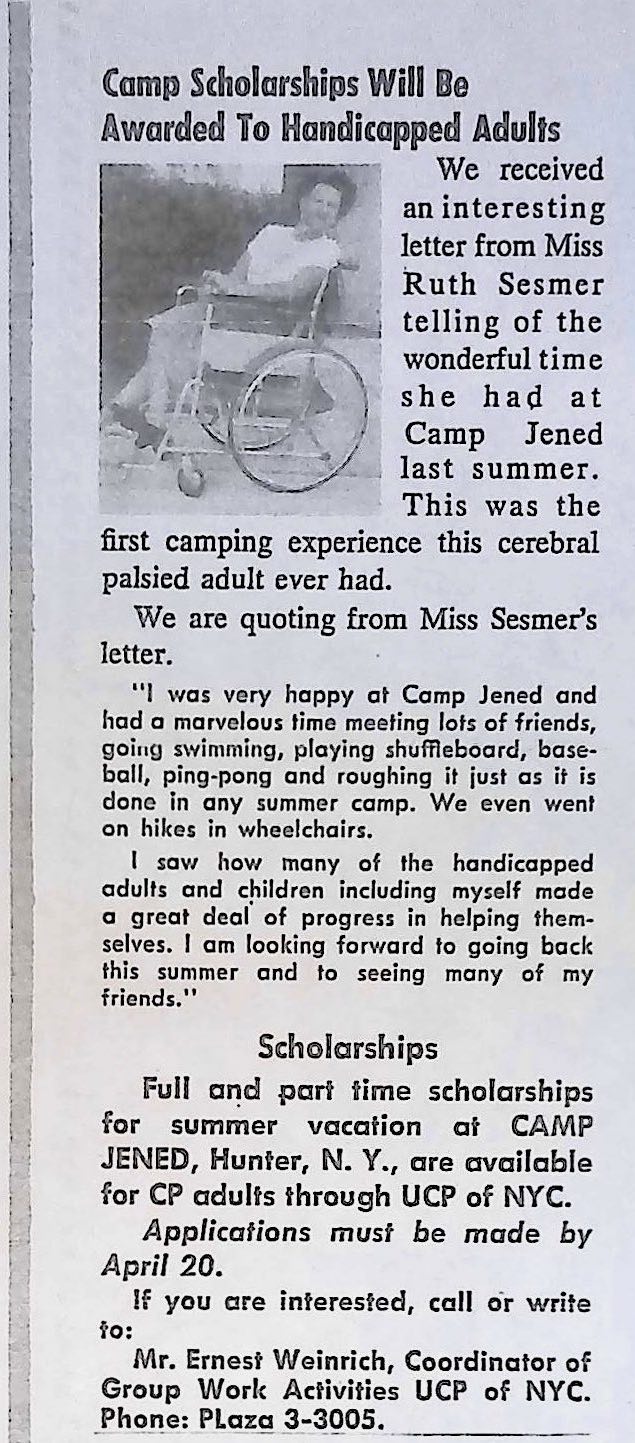 Camp Scholarships Will Be
Awarded To Handicapped Adults
We received
an interesting
letter from Miss
Ruth Sesmer
telling of the
wonderful time
she had at
Camp Jened
last summer.
This was the
first camping experience this cerebral
palsied adult ever had.
We are quoting from Miss Sesmer's
letter.
"I was very happy at Camp Jened and
had a marvelous time meeting lots of friends,
going swimming, playing shuffleboard, base-
ball, ping-pong and roughing it just as it is
done in any summer camp. We even went
on hikes in wheelchairs.
I saw how many of the handicapped
adults and children including myself made
a great deal of progress in helping them-
selves. I am looking forward to going back
this summer and to seeing many of my
friends."
Scholarships
Full and part time scholarships
for summer vacation at CAMP
JENED, Hunter, N. Y., are available
for CP adults through UCP of NYC.
Applications must be made by
April 20.
If you are interested, call or write
to:
Mr. Ernest Weinrich, Coordinator of
Group Work Activities UCP of NYC.
Phone: PLaza 3-3005.